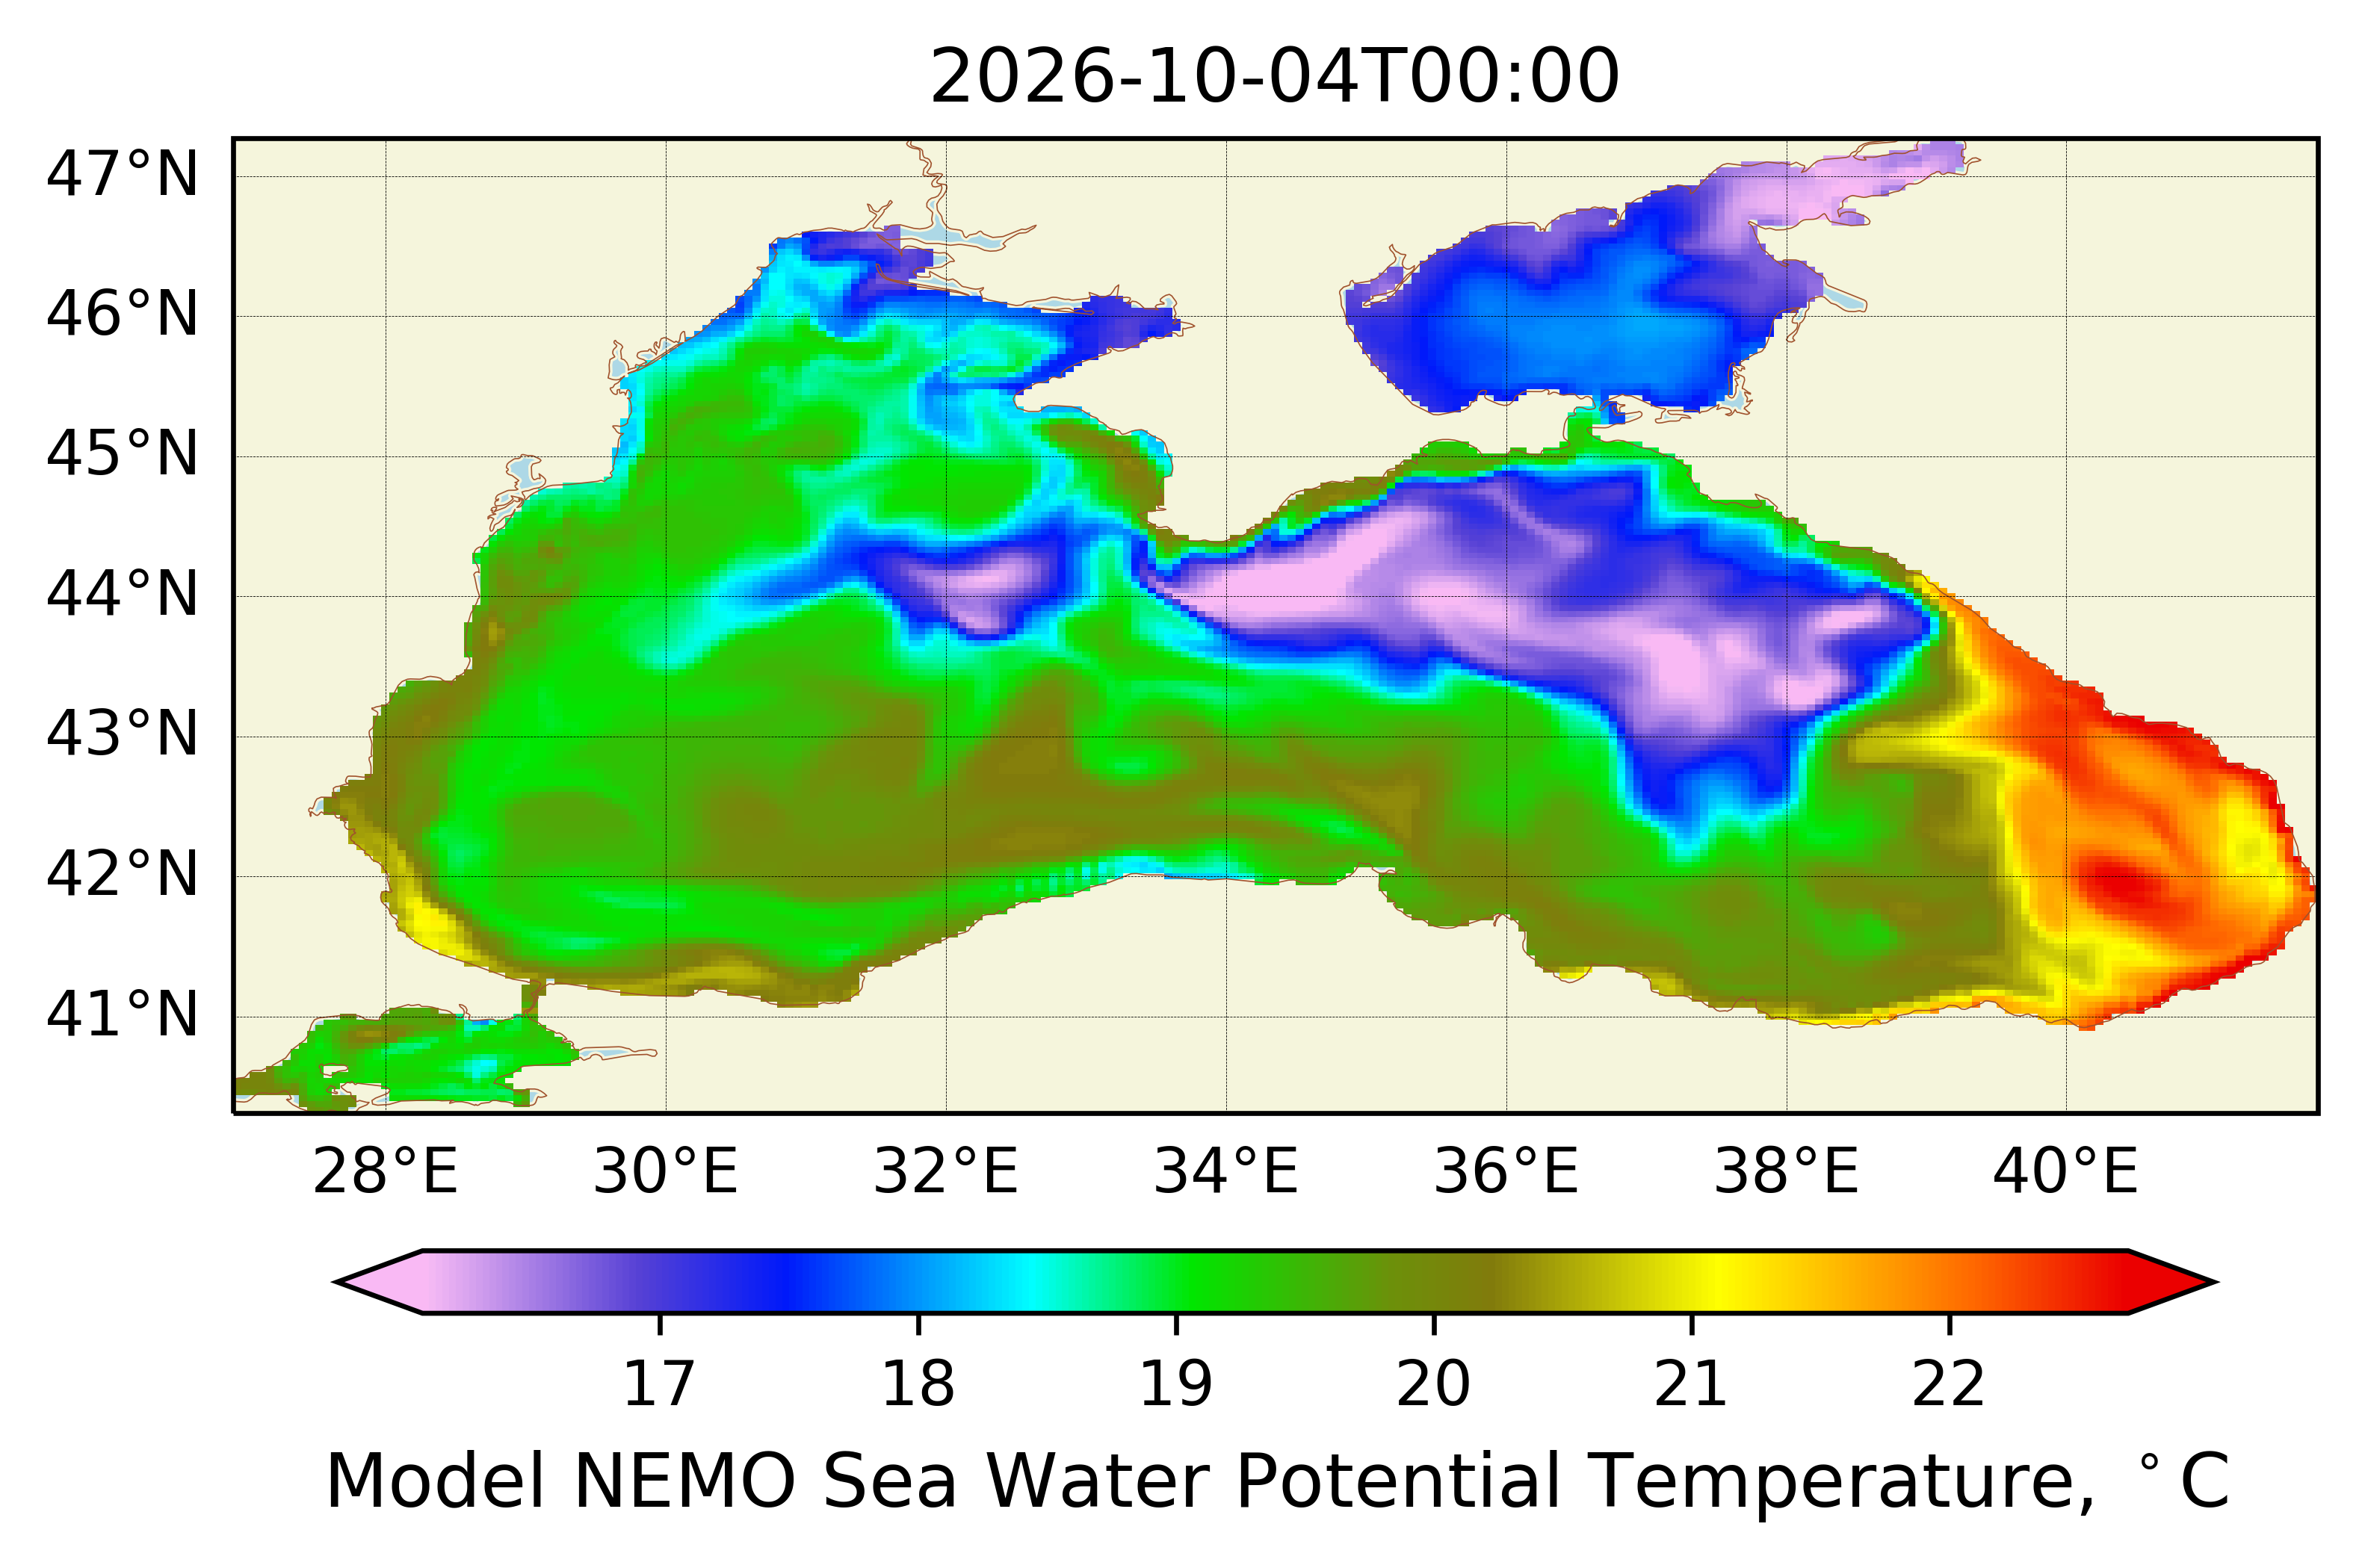 2026-10-04T00:00
47°N
46°N
45°N
44°N
43°N
42°N
41°N
28°E 30°E 32°E 34°E 36°E 38°E 40°E
17 18 19 20 21 22
Model NEMO Sea Water Potential Temperature, °C